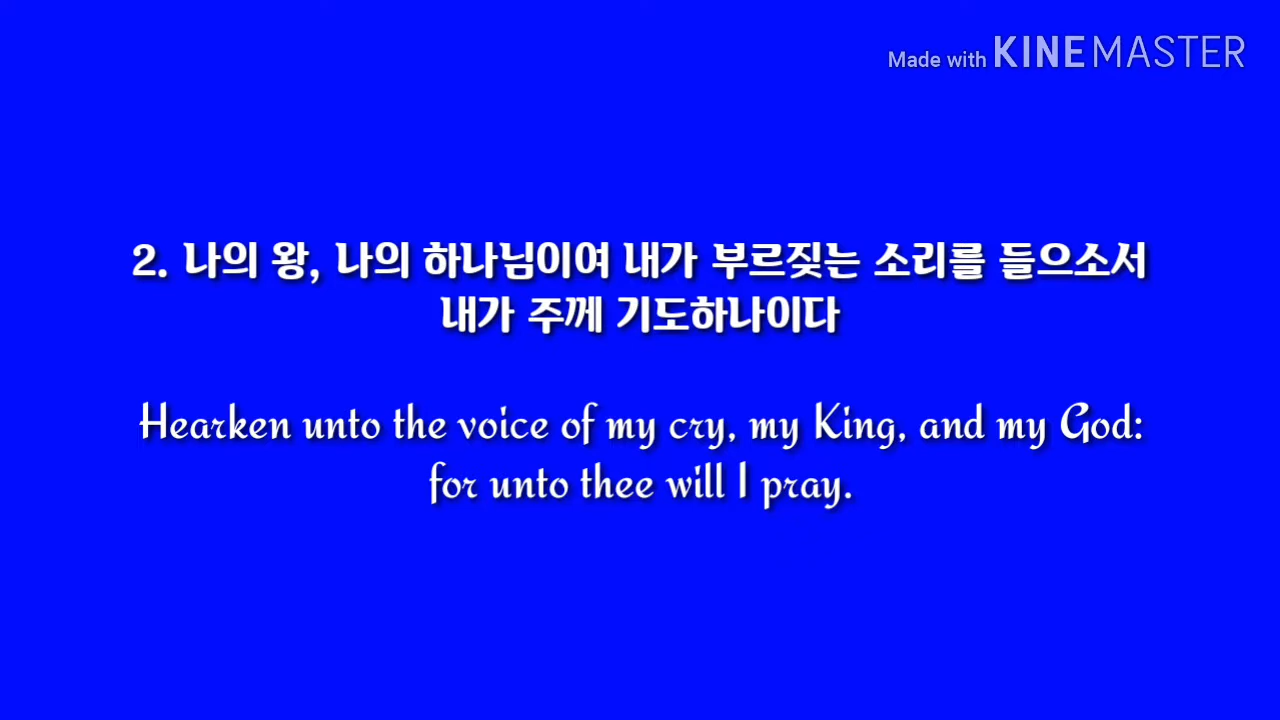 Made with KINEMASTER
2. 나의 왕, 나의 하나님이여 내가 부르짖는 소리를 들으소서
내가 주께 기도하나이다
Hearken unto the voice of my cry, my King, and my God:
for unto thee will I pray.